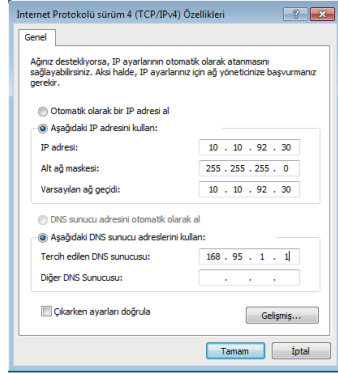 Internet Protokolü sürüm 4 (TCP/IPv4) Özellikleri
Genel
Ağınız destekliyorsa, IP ayarlarının otomatik olarak atanmasını
sağlayabilirsiniz. Aksi halde, IP ayarlarınız için ağ yöneticinize başvurmanız
gerekir.
Otomatik olarak bir IP adresi al
Aşağıdaki IP adresini kullan:
IP adresi: 10 . 10 . 92 . 30
Alt ağ maskesi: 255 . 255 . 255 . 0
Varsayılan ağ geçidi: 10 . 10 . 92 . 30
DNS sunucu adresini otomatik olarak al
Aşağıdaki DNS sunucu adreslerini kullan:
Tercih edilen DNS sunucusu: 168 . 95 . 1 . 1
Diğer DNS Sunucusu: . . .
Çıkarken ayarları doğrula
Gelişmiş...
Tamam İptal